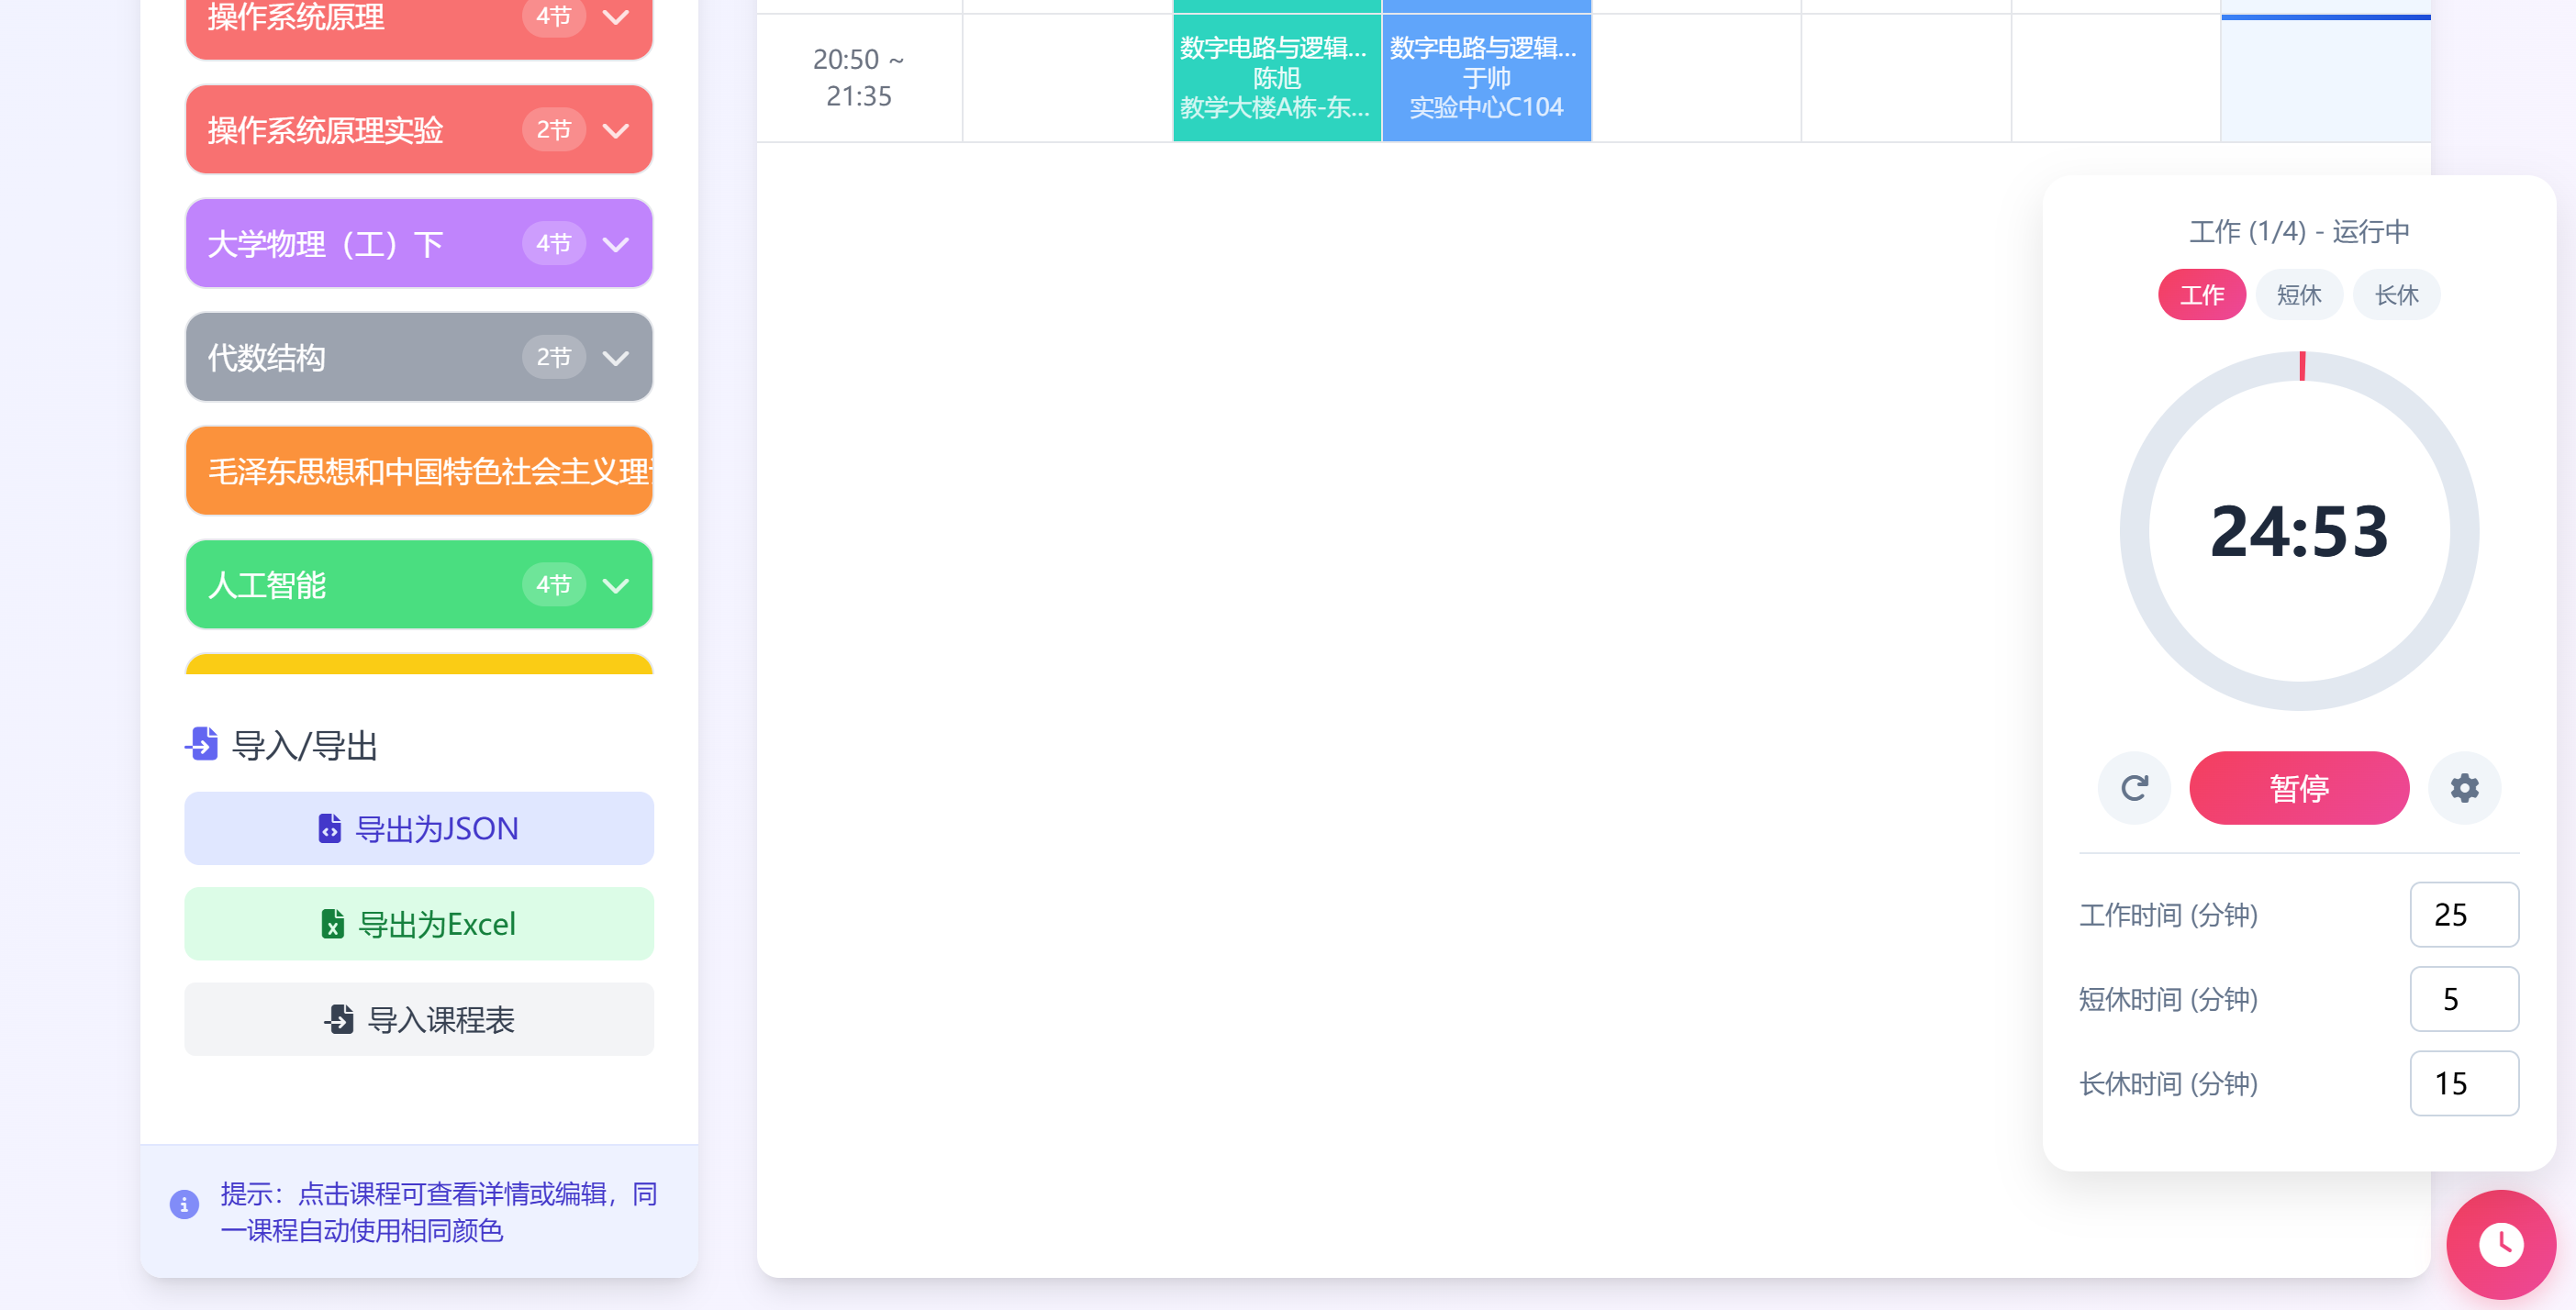 操作系统原理 4节
操作系统原理实验 2节
大学物理（工）下 4节
代数结构 2节
毛泽东思想和中国特色社会主义理
人工智能 4节
导入/导出
导出为JSON
导出为Excel
导入课程表
提示：点击课程可查看详情或编辑，同
一课程自动使用相同颜色
20:50 ~
21:35
数字电路与逻辑...
陈旭
教学大楼A栋-东...
数字电路与逻辑...
于帅
实验中心C104
工作 (1/4) - 运行中
工作 短休 长休
24:53
暂停
工作时间 (分钟) 25
短休时间 (分钟) 5
长休时间 (分钟) 15